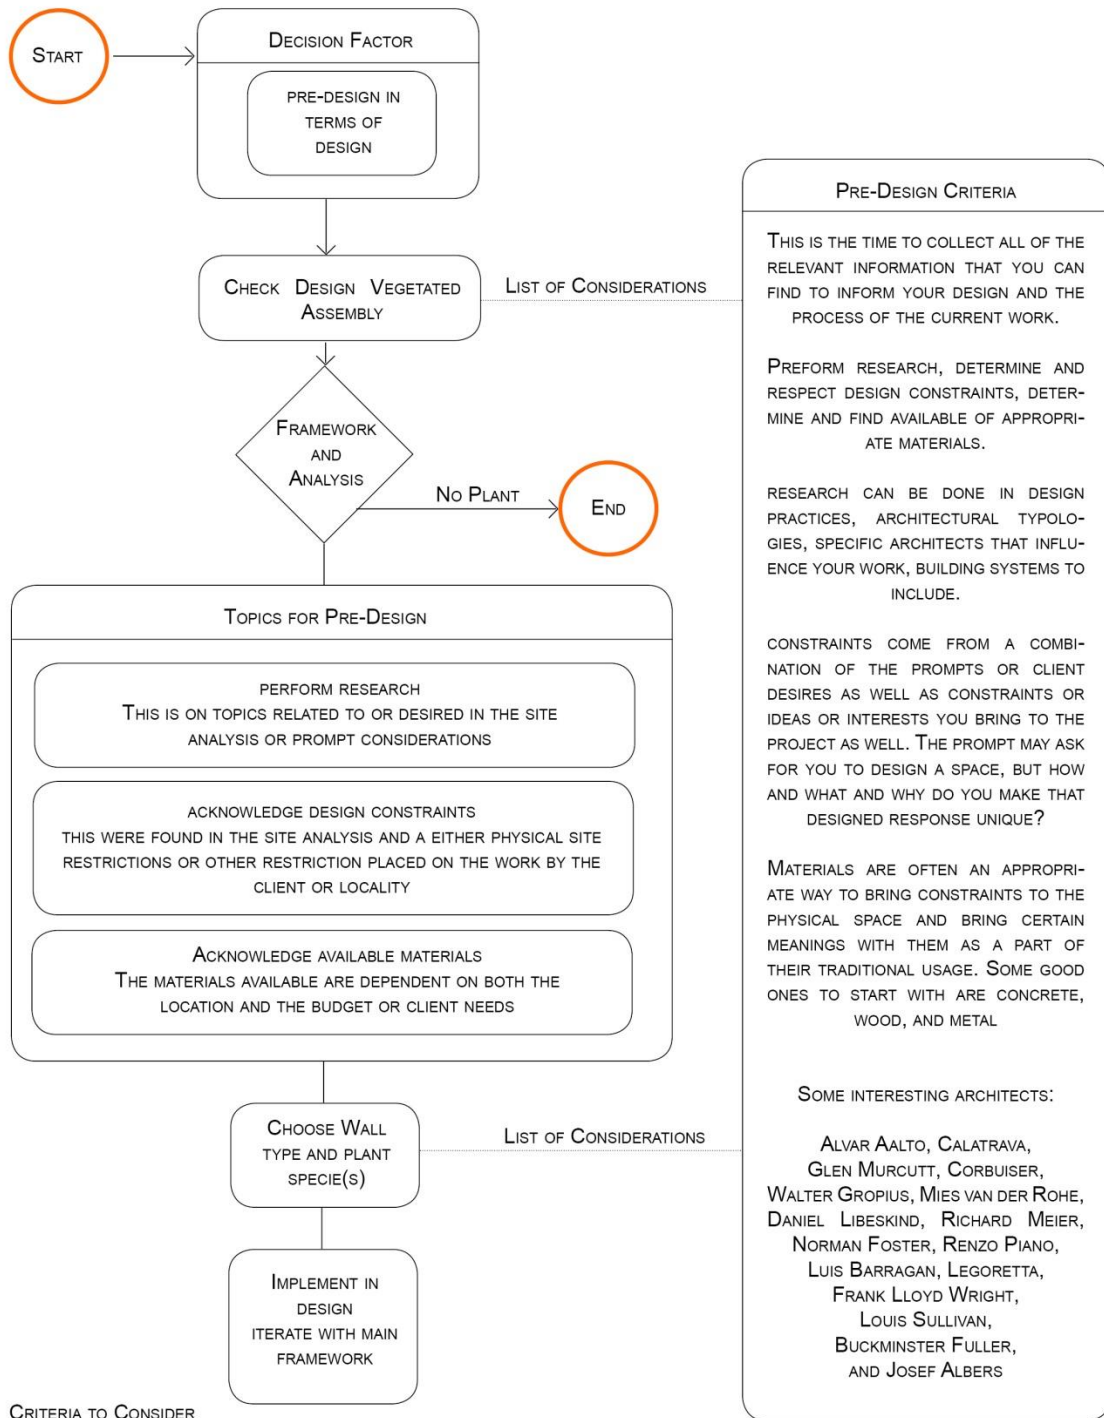 Start
Decision Factor
pre-design in
terms of
design
Check Design Vegetated
Assembly
List of Considerations
Framework
and
Analysis
No Plant
End
Topics for Pre-Design
perform research
This is on topics related to or desired in the site
analysis or prompt considerations
acknowledge design constraints
this were found in the site analysis and a either physical site
restrictions or other restriction placed on the work by the
client or locality
Acknowledge available materials
The materials available are dependent on both the
location and the budget or client needs
Choose Wall
type and plant
specie(s)
List of Considerations
Implement in
design
iterate with main
framework
Pre-Design Criteria
This is the time to collect all of the
relevant information that you can
find to inform your design and the
process of the current work.
Preform research, determine and
respect design constraints, deter-
mine and find available of appropri-
ate materials.
research can be done in design
practices, architectural typolo-
gies, specific architects that influ-
ence your work, building systems to
include.
constraints come from a combi-
nation of the prompts or client
desires as well as constraints or
ideas or interests you bring to the
project as well. The prompt may ask
for you to design a space, but how
and what and why do you make that
designed response unique?
Materials are often an appropri-
ate way to bring constraints to the
physical space and bring certain
meanings with them as a part of
their traditional usage. Some good
ones to start with are concrete,
wood, and metal
Some interesting architects:
Alvar Aalto, Calatrava,
Glen Murcutt, Corbuiser,
Walter Gropius, Mies van der Rohe,
Daniel Libeskind, Richard Meier,
Norman Foster, Renzo Piano,
Luis Barragan, Legoretta,
Frank Lloyd Wright,
Louis Sullivan,
Buckminster Fuller,
and Josef Albers
Criteria to Consider